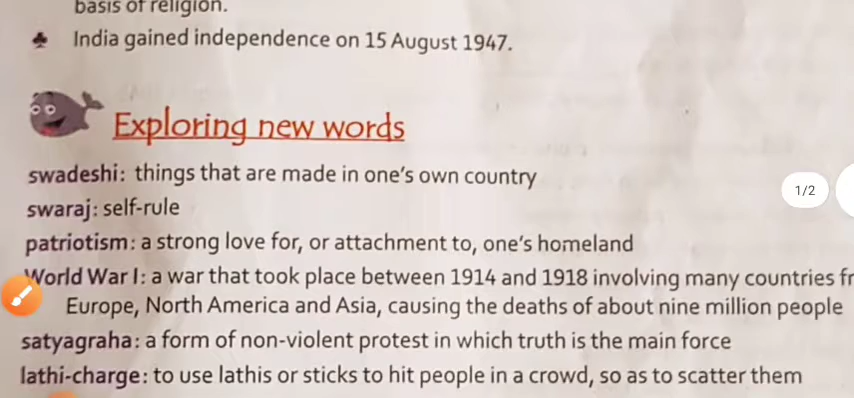 basis of religion.
♣ India gained independence on 15 August 1947.
Exploring new words
swadeshi: things that are made in one's own country
swaraj: self-rule
1/2
patriotism: a strong love for, or attachment to, one's homeland
World War I: a war that took place between 1914 and 1918 involving many countries fr
Europe, North America and Asia, causing the deaths of about nine million people
satyagraha: a form of non-violent protest in which truth is the main force
lathi-charge: to use lathis or sticks to hit people in a crowd, so as to scatter them